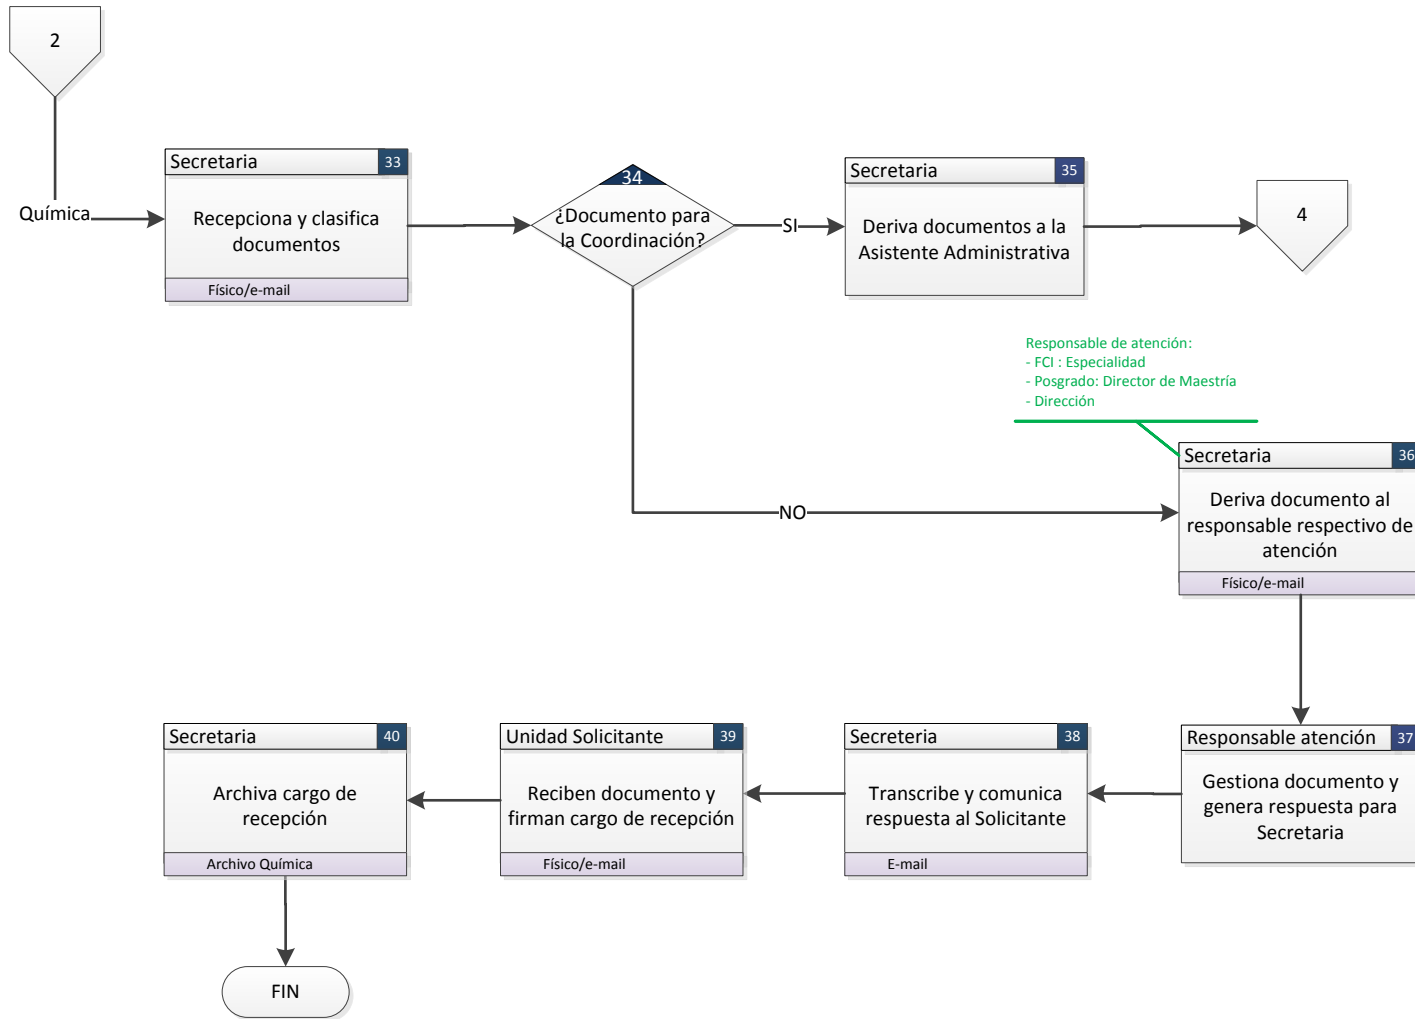 2
Química
Secretaria
33
Recepciona y clasifica
documentos
Físico/e-mail
34
¿Documento para
la Coordinación?
SI
Secretaria
35
Deriva documentos a la
Asistente Administrativa
4
Responsable de atención:
- FCI : Especialidad
- Posgrado: Director de Maestría
- Dirección
NO
Secretaria
36
Deriva documento al
responsable respectivo de
atención
Físico/e-mail
Responsable atención
37
Gestiona documento y
genera respuesta para
Secretaria
Secreteria
38
Transcribe y comunica
respuesta al Solicitante
E-mail
Unidad Solicitante
39
Reciben documento y
firman cargo de recepción
Físico/e-mail
Secretaria
40
Archiva cargo de
recepción
Archivo Química
FIN